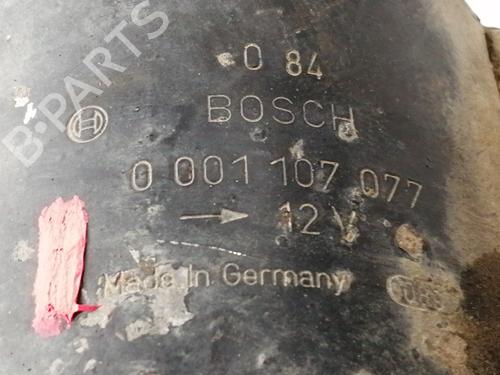 B-PARTS
0 84
BOSCH
0 001 107 077
12 V
Made in Germany